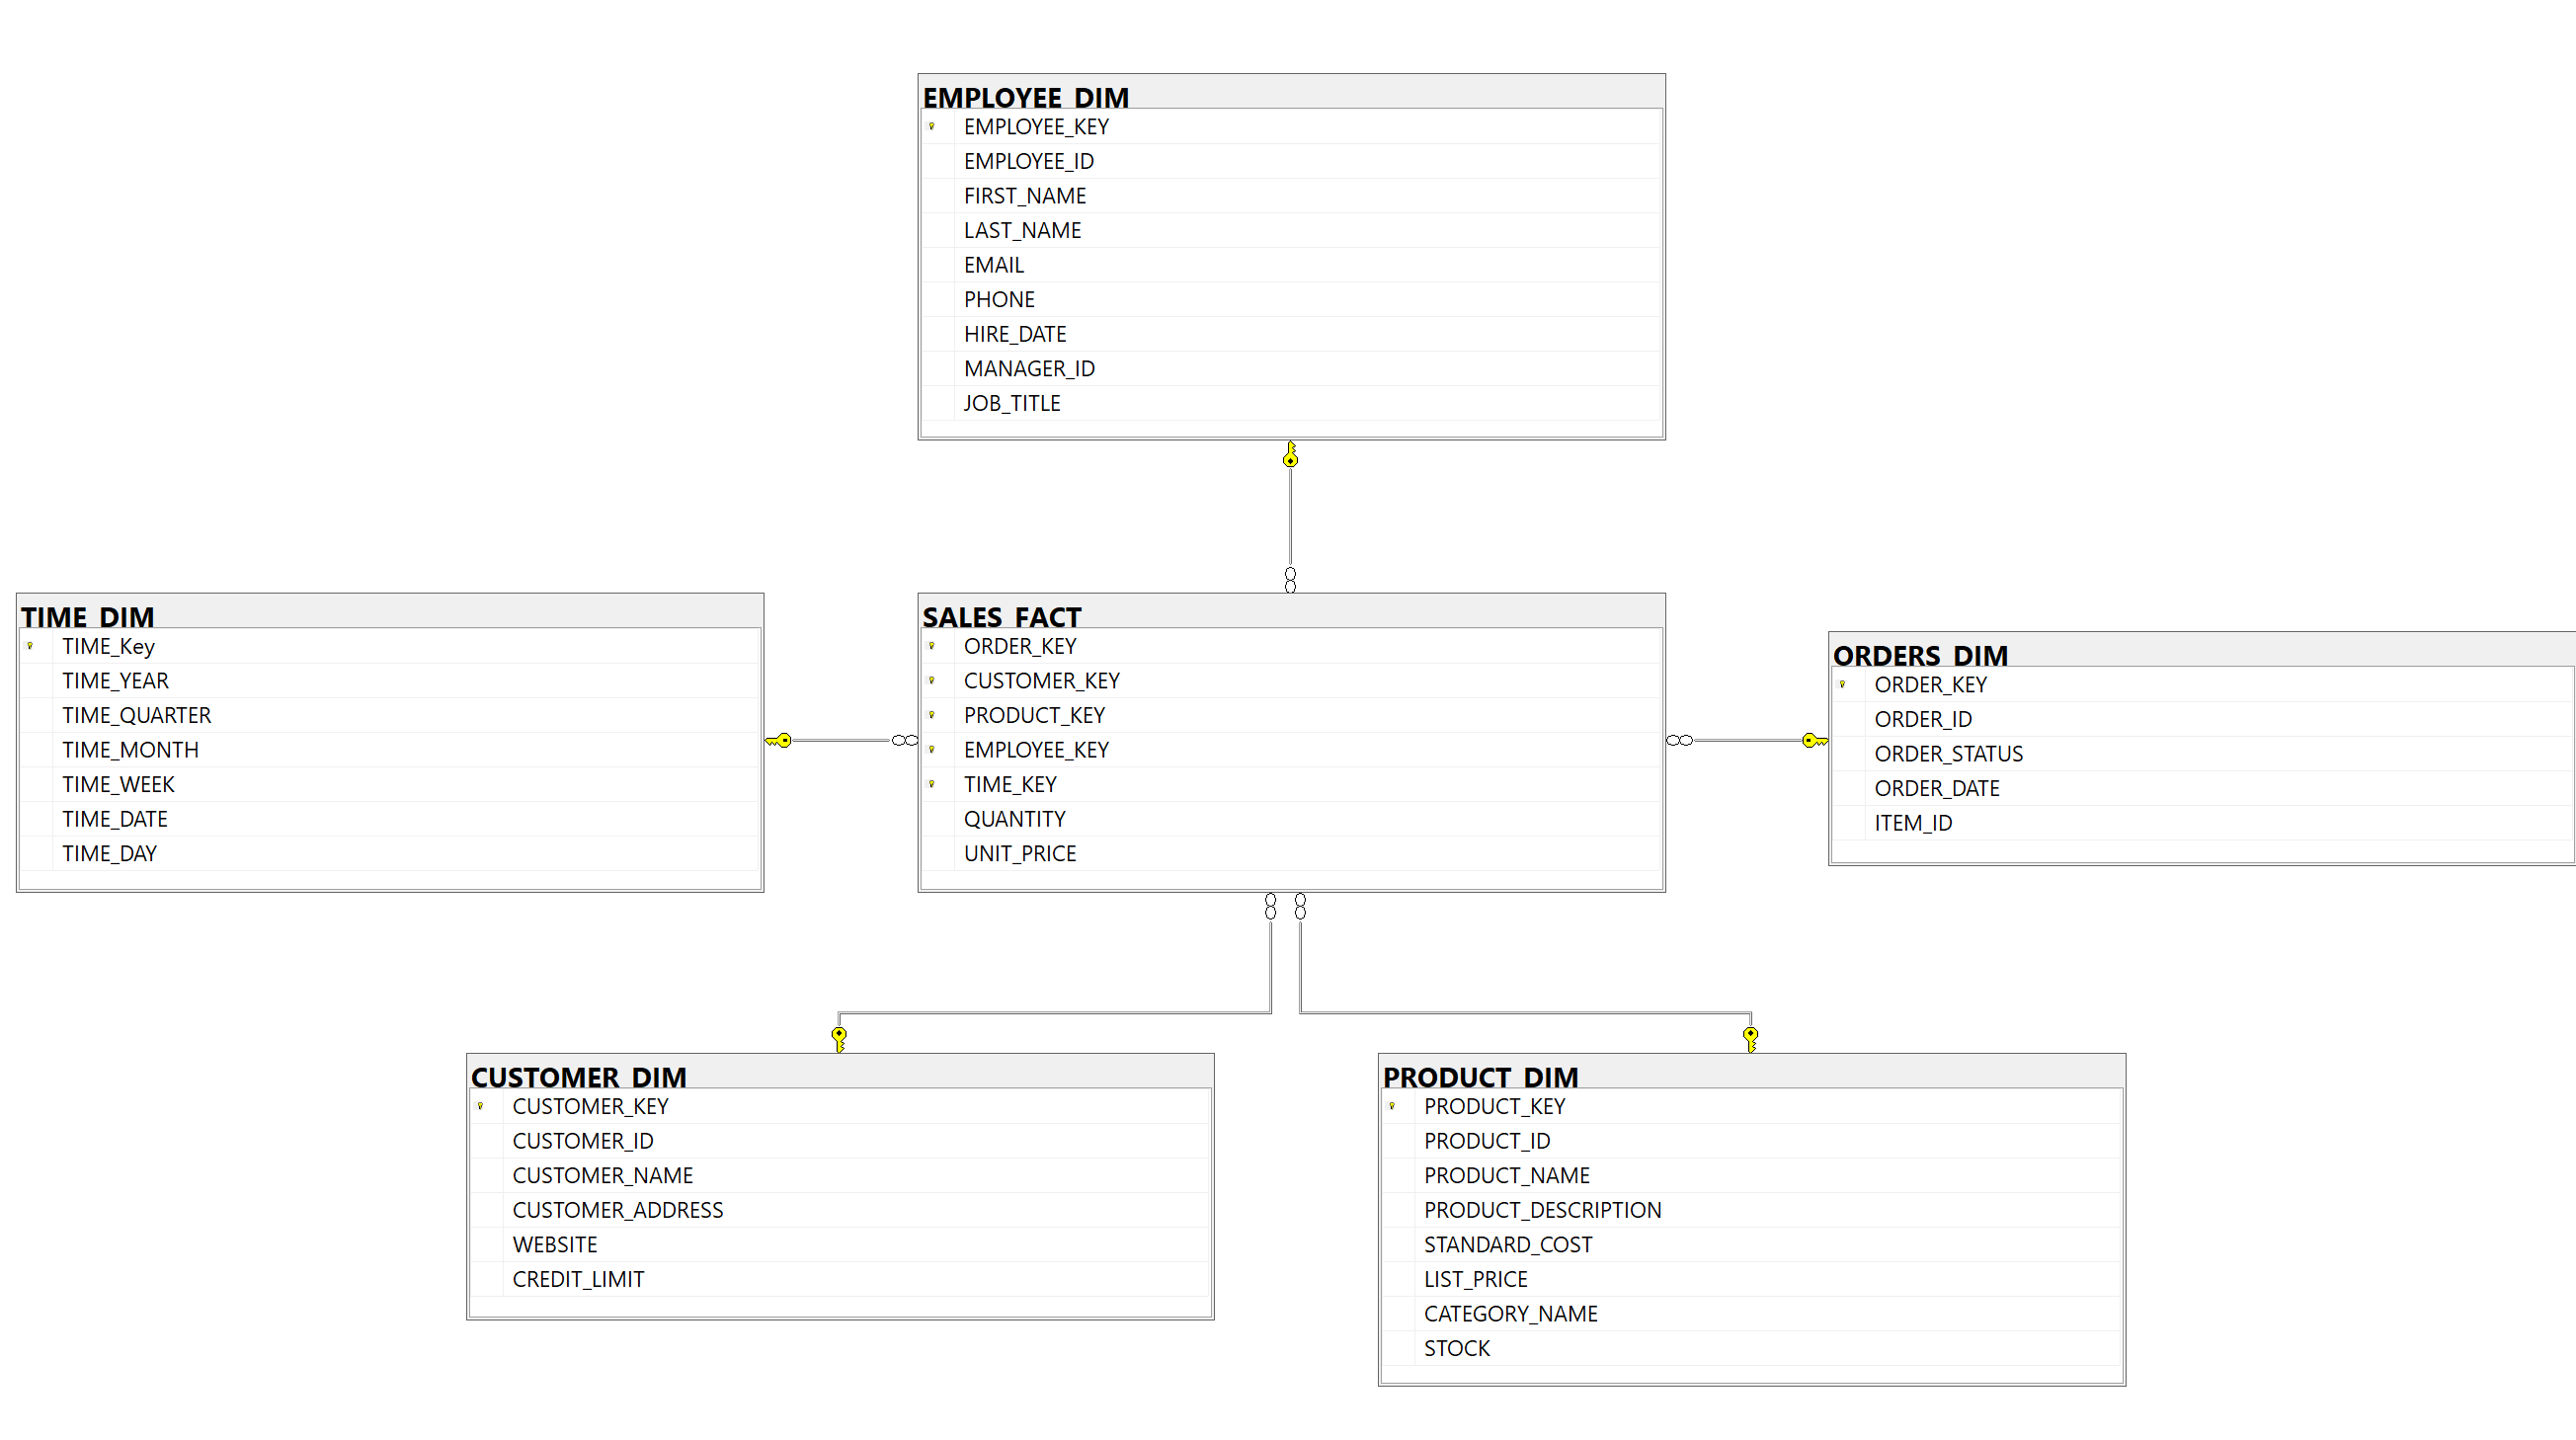 EMPLOYEE_DIM
EMPLOYEE_KEY
EMPLOYEE_ID
FIRST_NAME
LAST_NAME
EMAIL
PHONE
HIRE_DATE
MANAGER_ID
JOB_TITLE
TIME_DIM
TIME_Key
TIME_YEAR
TIME_QUARTER
TIME_MONTH
TIME_WEEK
TIME_DATE
TIME_DAY
SALES_FACT
ORDER_KEY
CUSTOMER_KEY
PRODUCT_KEY
EMPLOYEE_KEY
TIME_KEY
QUANTITY
UNIT_PRICE
ORDERS_DIM
ORDER_KEY
ORDER_ID
ORDER_STATUS
ORDER_DATE
ITEM_ID
CUSTOMER_DIM
CUSTOMER_KEY
CUSTOMER_ID
CUSTOMER_NAME
CUSTOMER_ADDRESS
WEBSITE
CREDIT_LIMIT
PRODUCT_DIM
PRODUCT_KEY
PRODUCT_ID
PRODUCT_NAME
PRODUCT_DESCRIPTION
STANDARD_COST
LIST_PRICE
CATEGORY_NAME
STOCK